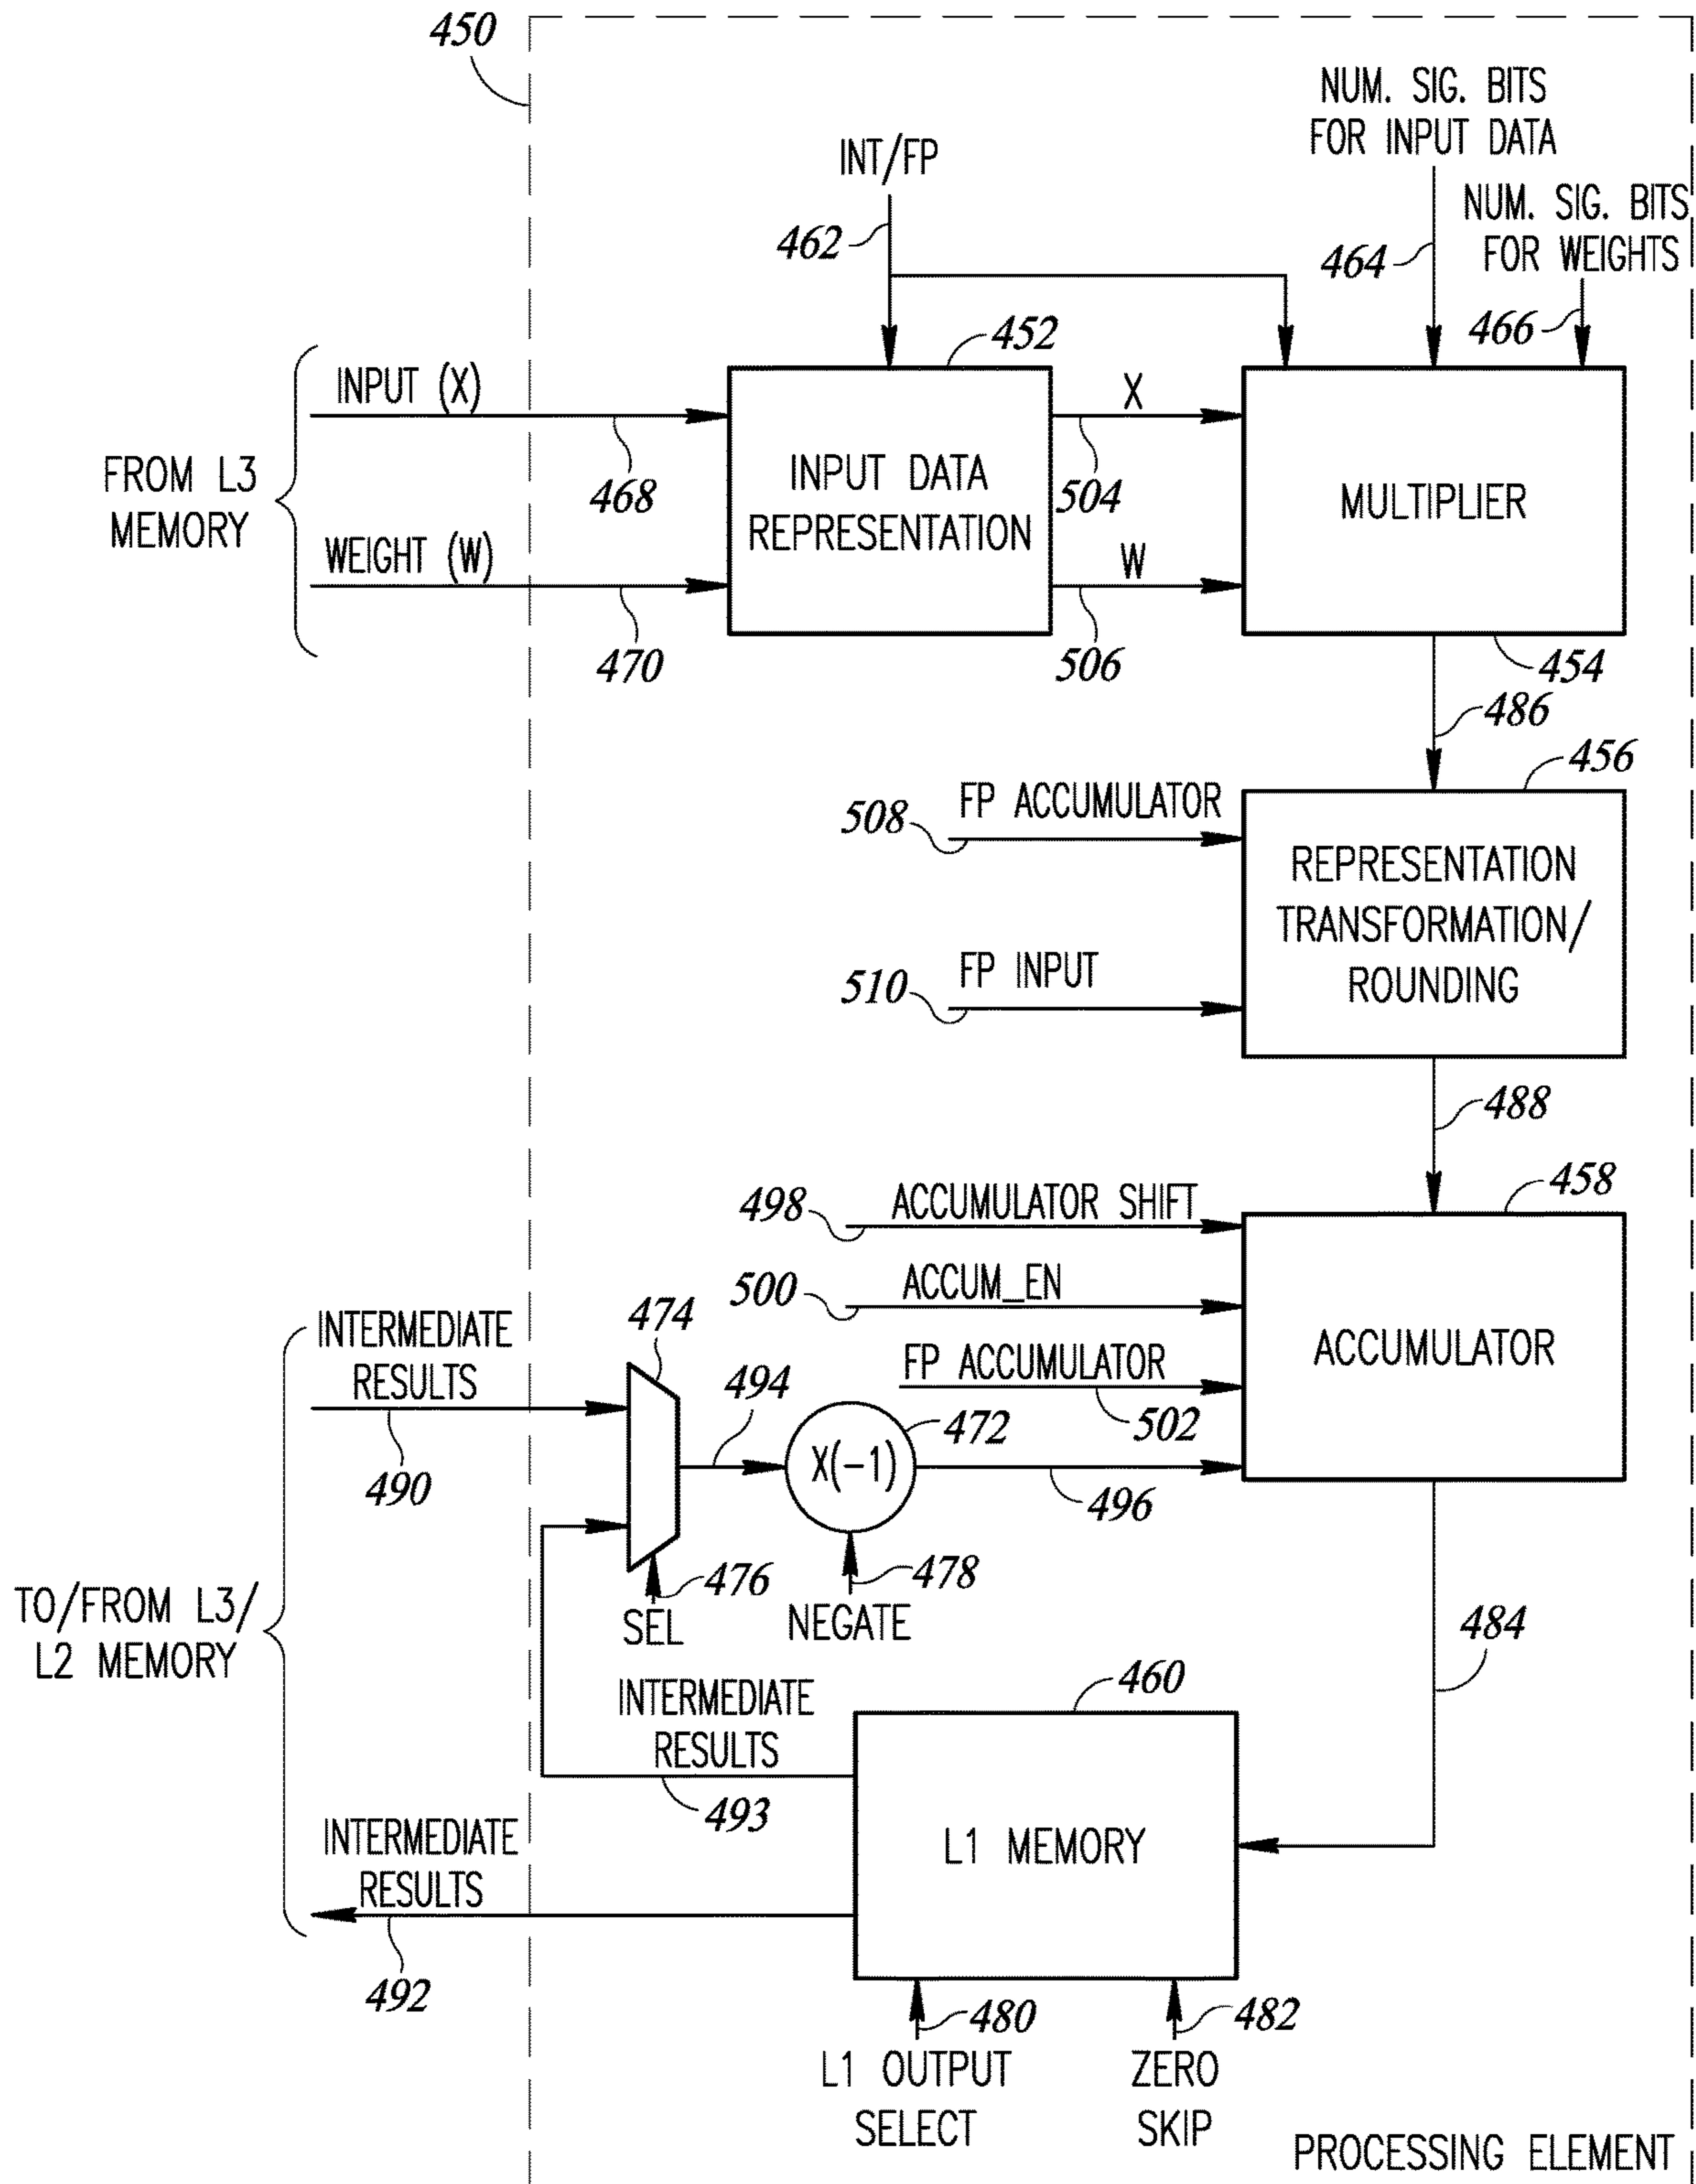 450
NUM. SIG. BITS
FOR INPUT DATA
INT/FP
NUM. SIG. BITS
FOR WEIGHTS
462
464
466
452
INPUT (X)
X
FROM L3
MEMORY
468
INPUT DATA
REPRESENTATION
504
MULTIPLIER
WEIGHT (W)
W
470
506
454
486
456
FP ACCUMULATOR
508
REPRESENTATION
TRANSFORMATION/
ROUNDING
FP INPUT
510
488
458
ACCUMULATOR SHIFT
498
ACCUM_EN
500
474
INTERMEDIATE
RESULTS
FP ACCUMULATOR
ACCUMULATOR
494
472
502
490
X(-1)
496
476
478
SEL
NEGATE
TO/FROM L3/
L2 MEMORY
484
460
INTERMEDIATE
RESULTS
493
INTERMEDIATE
RESULTS
L1 MEMORY
492
480
482
L1 OUTPUT
SELECT
ZERO
SKIP
PROCESSING ELEMENT